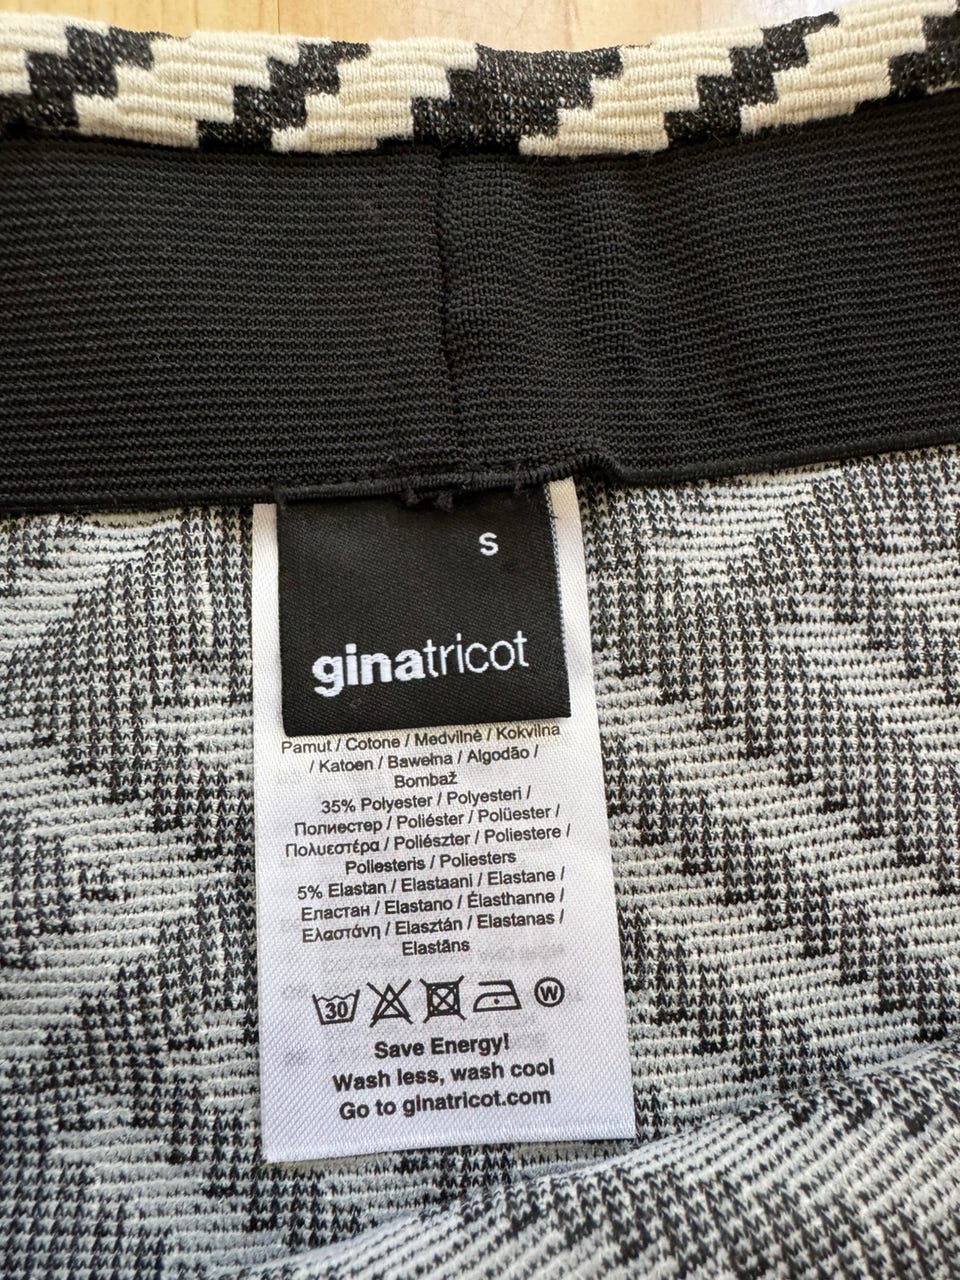 S
ginatricot
Pamut / Cotone / Medvilnė / Kokvilna
/ Katoen / Bawełna / Algodão /
Bombaž
35% Polyester / Polyesteri /
Полиестер / Poliéster / Polüester /
Πολυεστέρα / Poliészter / Poliestere /
Poliesteris / Poliesters
5% Elastan / Elastaani / Elastane /
Еластан / Elastano / Élasthanne /
Ελαστάνη / Elasztán / Elastanas /
Elastāns
30 W
Save Energy!
Wash less, wash cool
Go to ginatricot.com